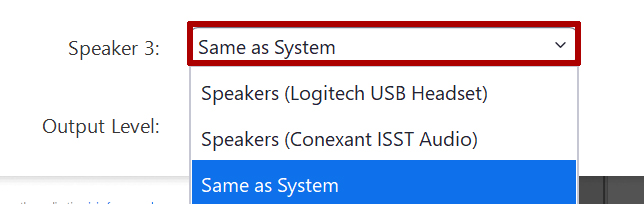 Speaker 3:
Same as System
Speakers (Logitech USB Headset)
Speakers (Conexant ISST Audio)
Output Level:
Same as System